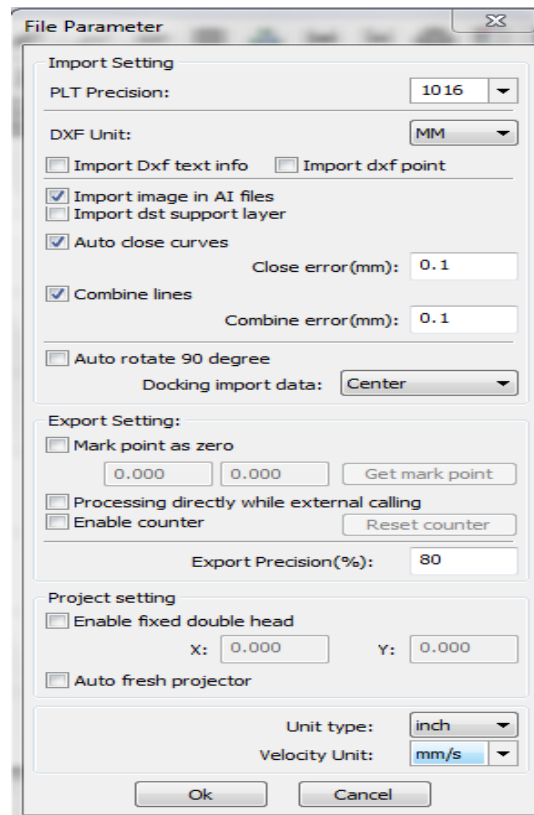 File Parameter
Import Setting
PLT Precision: 1016
DXF Unit: MM
Import Dxf text info Import dxf point
Import image in AI files
Import dst support layer
Auto close curves
Close error(mm): 0.1
Combine lines
Combine error(mm): 0.1
Auto rotate 90 degree
Docking import data: Center
Export Setting:
Mark point as zero
0.000 0.000 Get mark point
Processing directly while external calling
Enable counter Reset counter
Export Precision(%): 80
Project setting
Enable fixed double head
X: 0.000 Y: 0.000
Auto fresh projector
Unit type: inch
Velocity Unit: mm/s
Ok Cancel